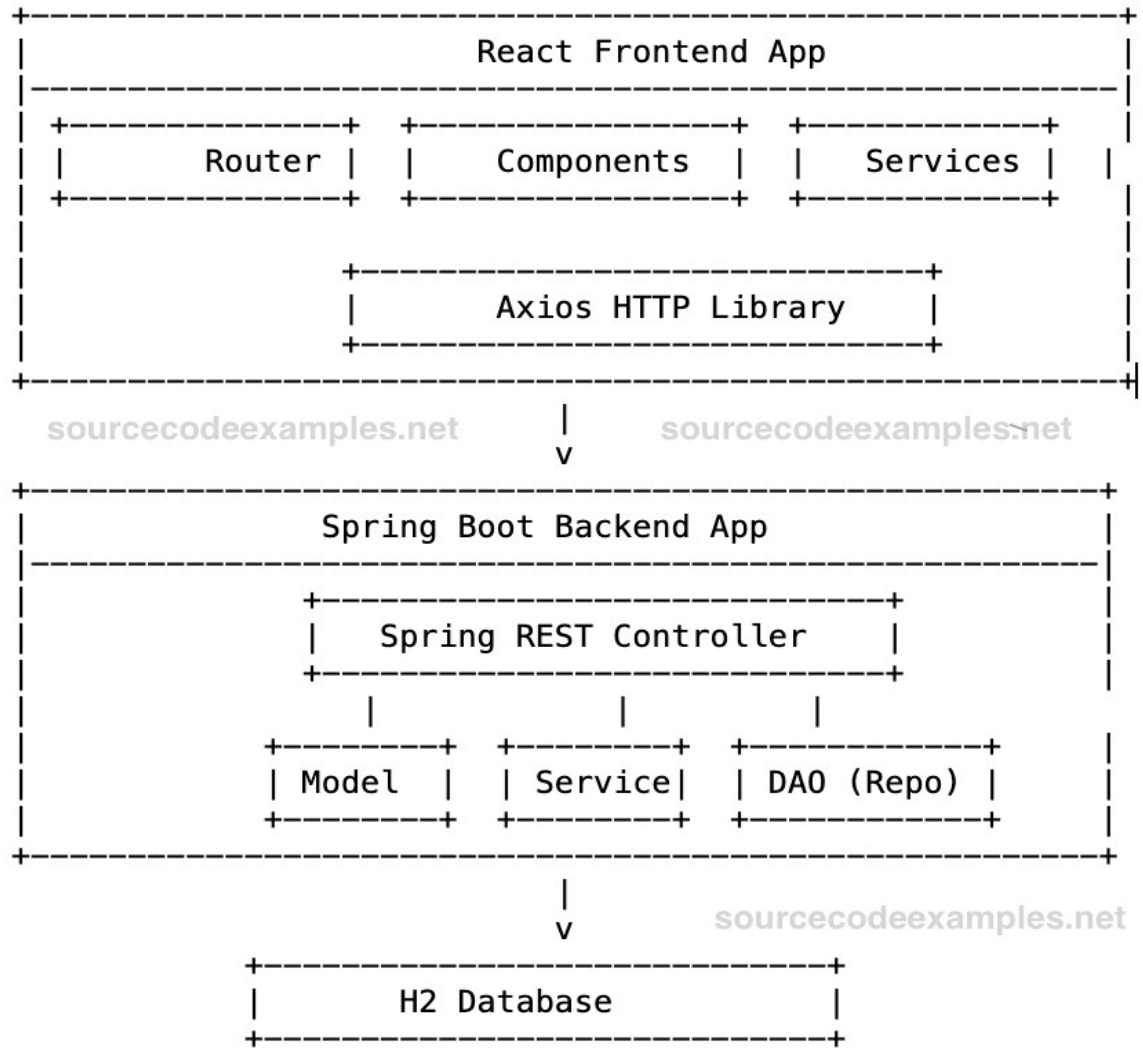 React Frontend App
Router Components Services
Axios HTTP Library
sourcecodeexamples.net sourcecodeexamples.net
v
Spring Boot Backend App
Spring REST Controller
Model Service DAO (Repo)
v
sourcecodeexamples.net
H2 Database